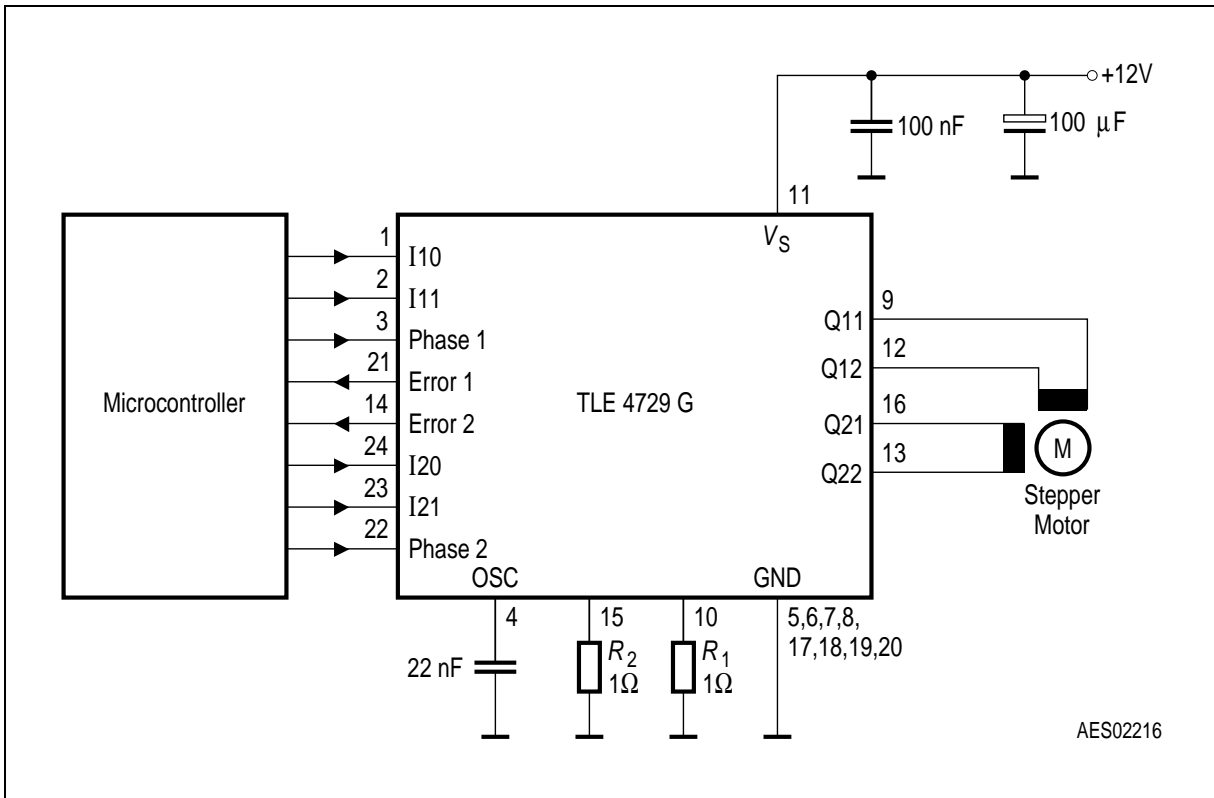 +12V
100 nF
100 μF
11
V_S
1
I10
2
I11
3
Phase 1
21
Error 1
14
Error 2
24
I20
23
I21
22
Phase 2
Microcontroller
TLE 4729 G
9
Q11
12
Q12
16
Q21
13
Q22
M
Stepper
Motor
OSC
GND
4
15
10
5,6,7,8,
17,18,19,20
22 nF
R2
1Ω
R1
1Ω
AES02216